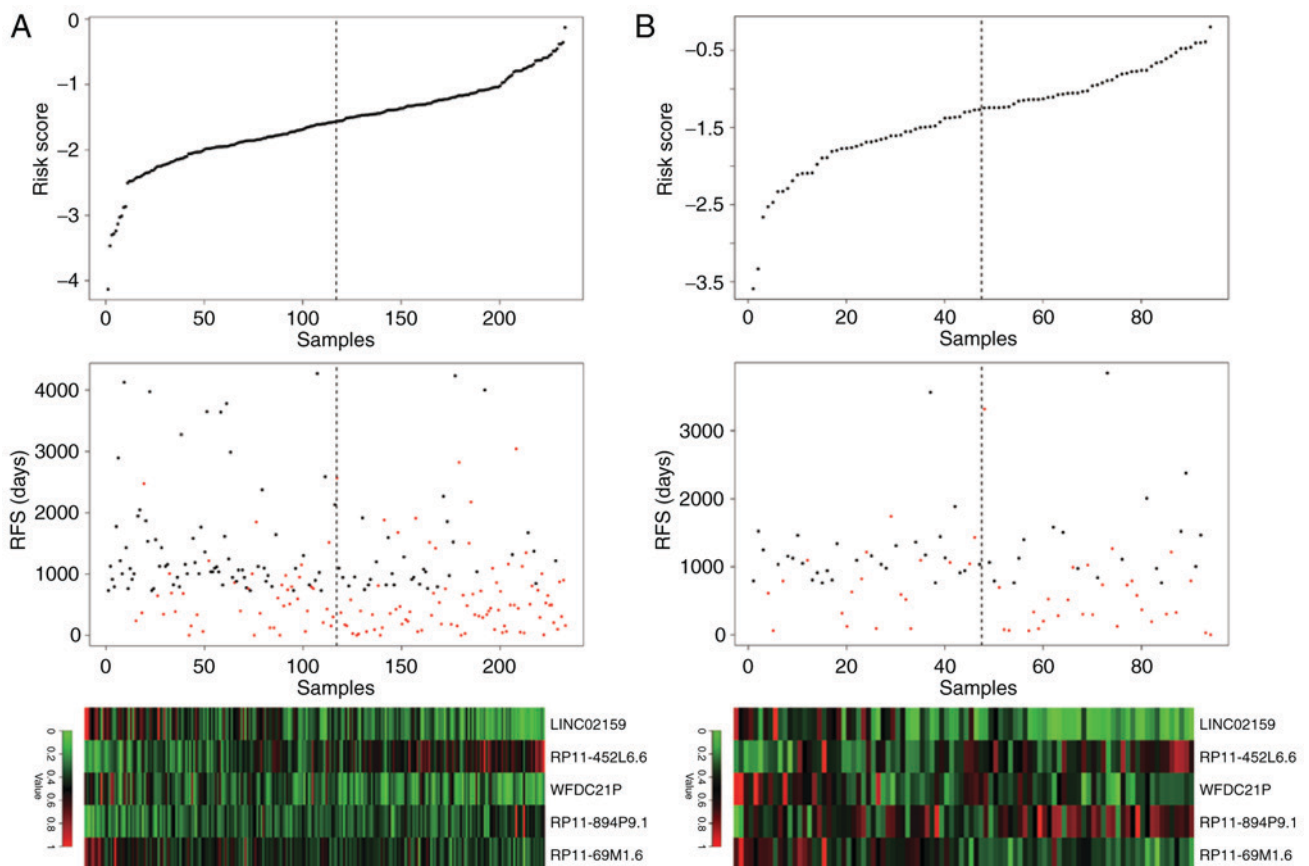 A
0
−1
−2
−3
−4
Risk score
0
50
100
150
200
Samples
4000
3000
2000
1000
0
RFS (days)
0
50
100
150
200
Samples
0
0.2
0.4
0.6
0.8
1
Value
LINC02159
RP11-452L6.6
WFDC21P
RP11-894P9.1
RP11-69M1.6
B
−0.5
−1.5
−2.5
−3.5
Risk score
0
20
40
60
80
Samples
3000
2000
1000
0
RFS (days)
0
20
40
60
80
Samples
0
0.2
0.4
0.6
0.8
1
Value
LINC02159
RP11-452L6.6
WFDC21P
RP11-894P9.1
RP11-69M1.6